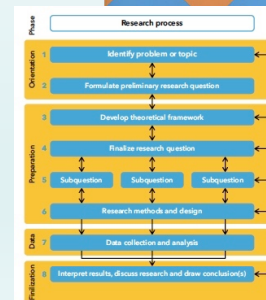 Phase
Research process
Orientation
1 Identify problem or topic
2 Formulate preliminary research question
Preparation
3 Develop theoretical framework
4 Finalize research question
5 Subquestion Subquestion Subquestion
6 Research methods and design
Data
7 Data collection and analysis
Finilization
8 Interpret results, discuss research and draw conclusion(s)